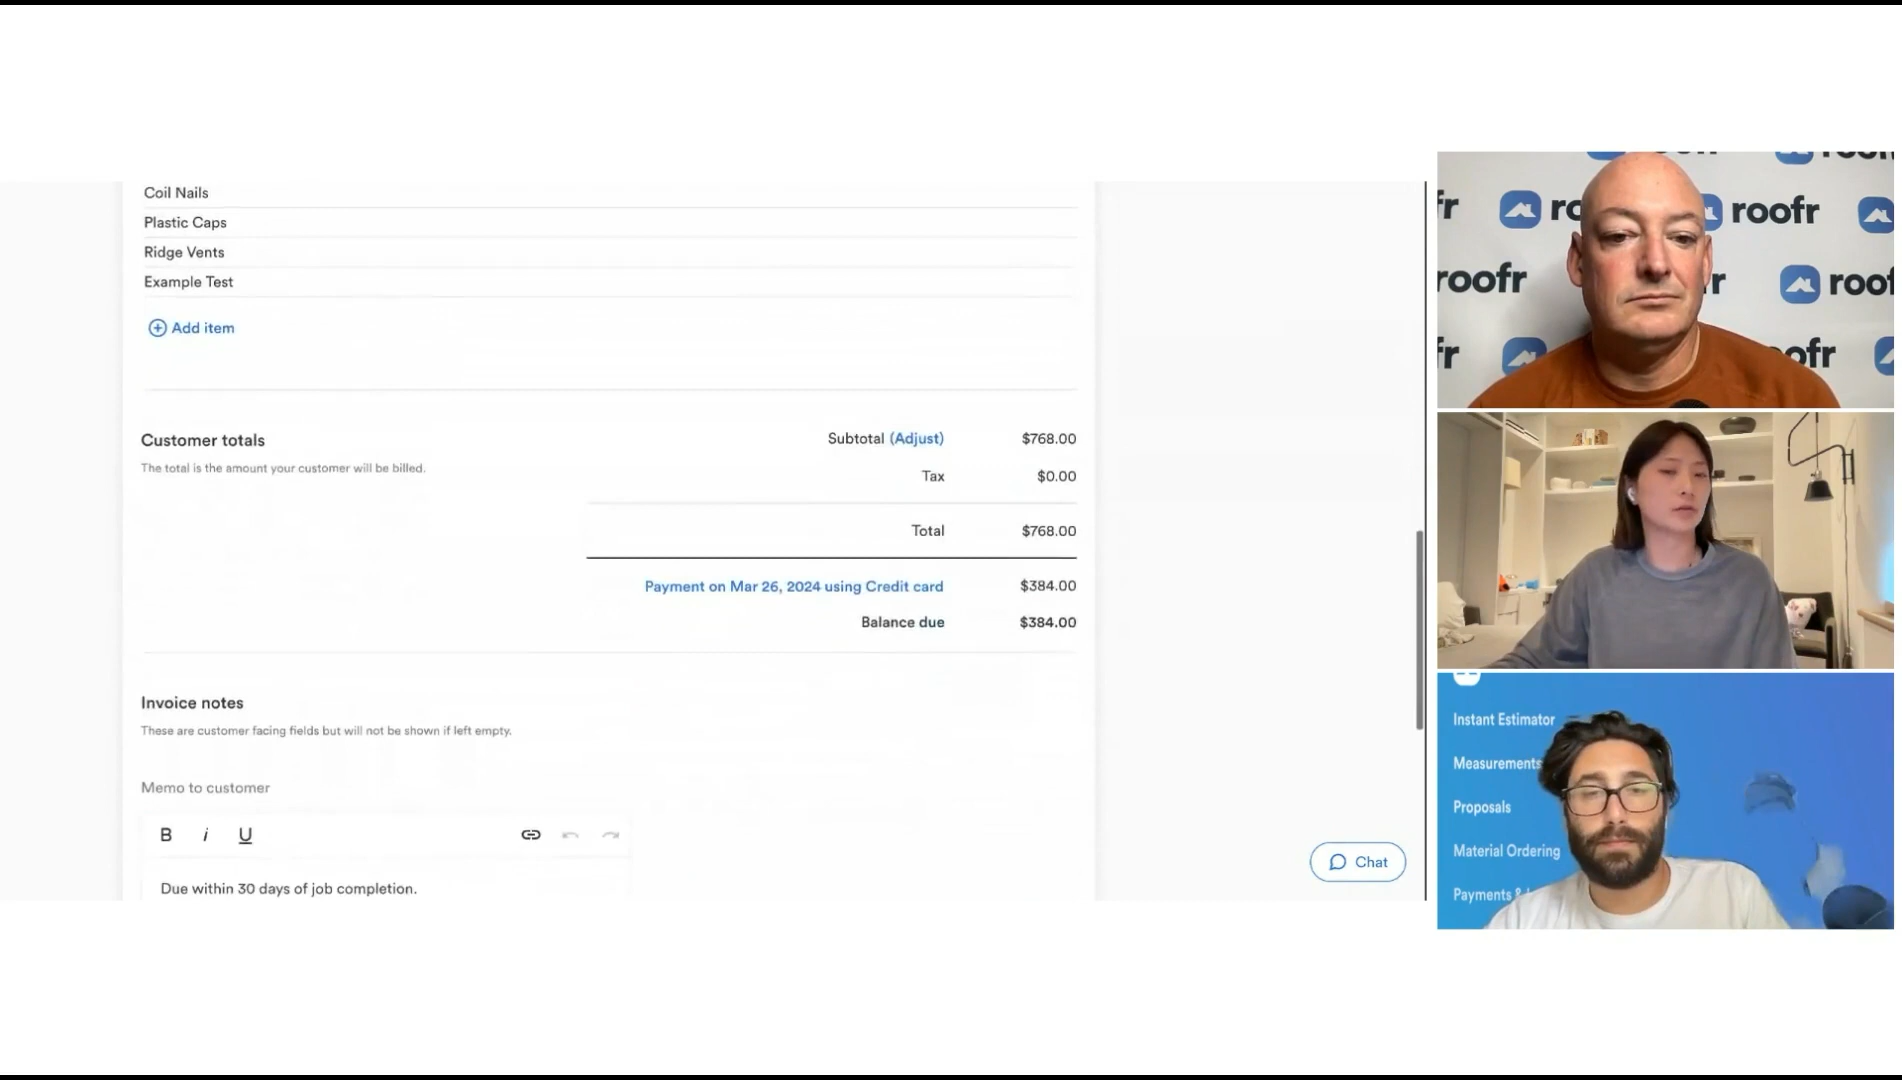 Coil Nails
Plastic Caps
Ridge Vents
Example Test
Add item
Customer totals
The total is the amount your customer will be billed.
Subtotal (Adjust) $768.00
Tax $0.00
Total $768.00
Payment on Mar 26, 2024 using Credit card $384.00
Balance due $384.00
Invoice notes
These are customer facing fields but will not be shown if left empty.
Memo to customer
B i U
Due within 30 days of job completion.
Chat
roofr
roofr
Instant Estimator
Measurements
Proposals
Material Ordering
Payments &